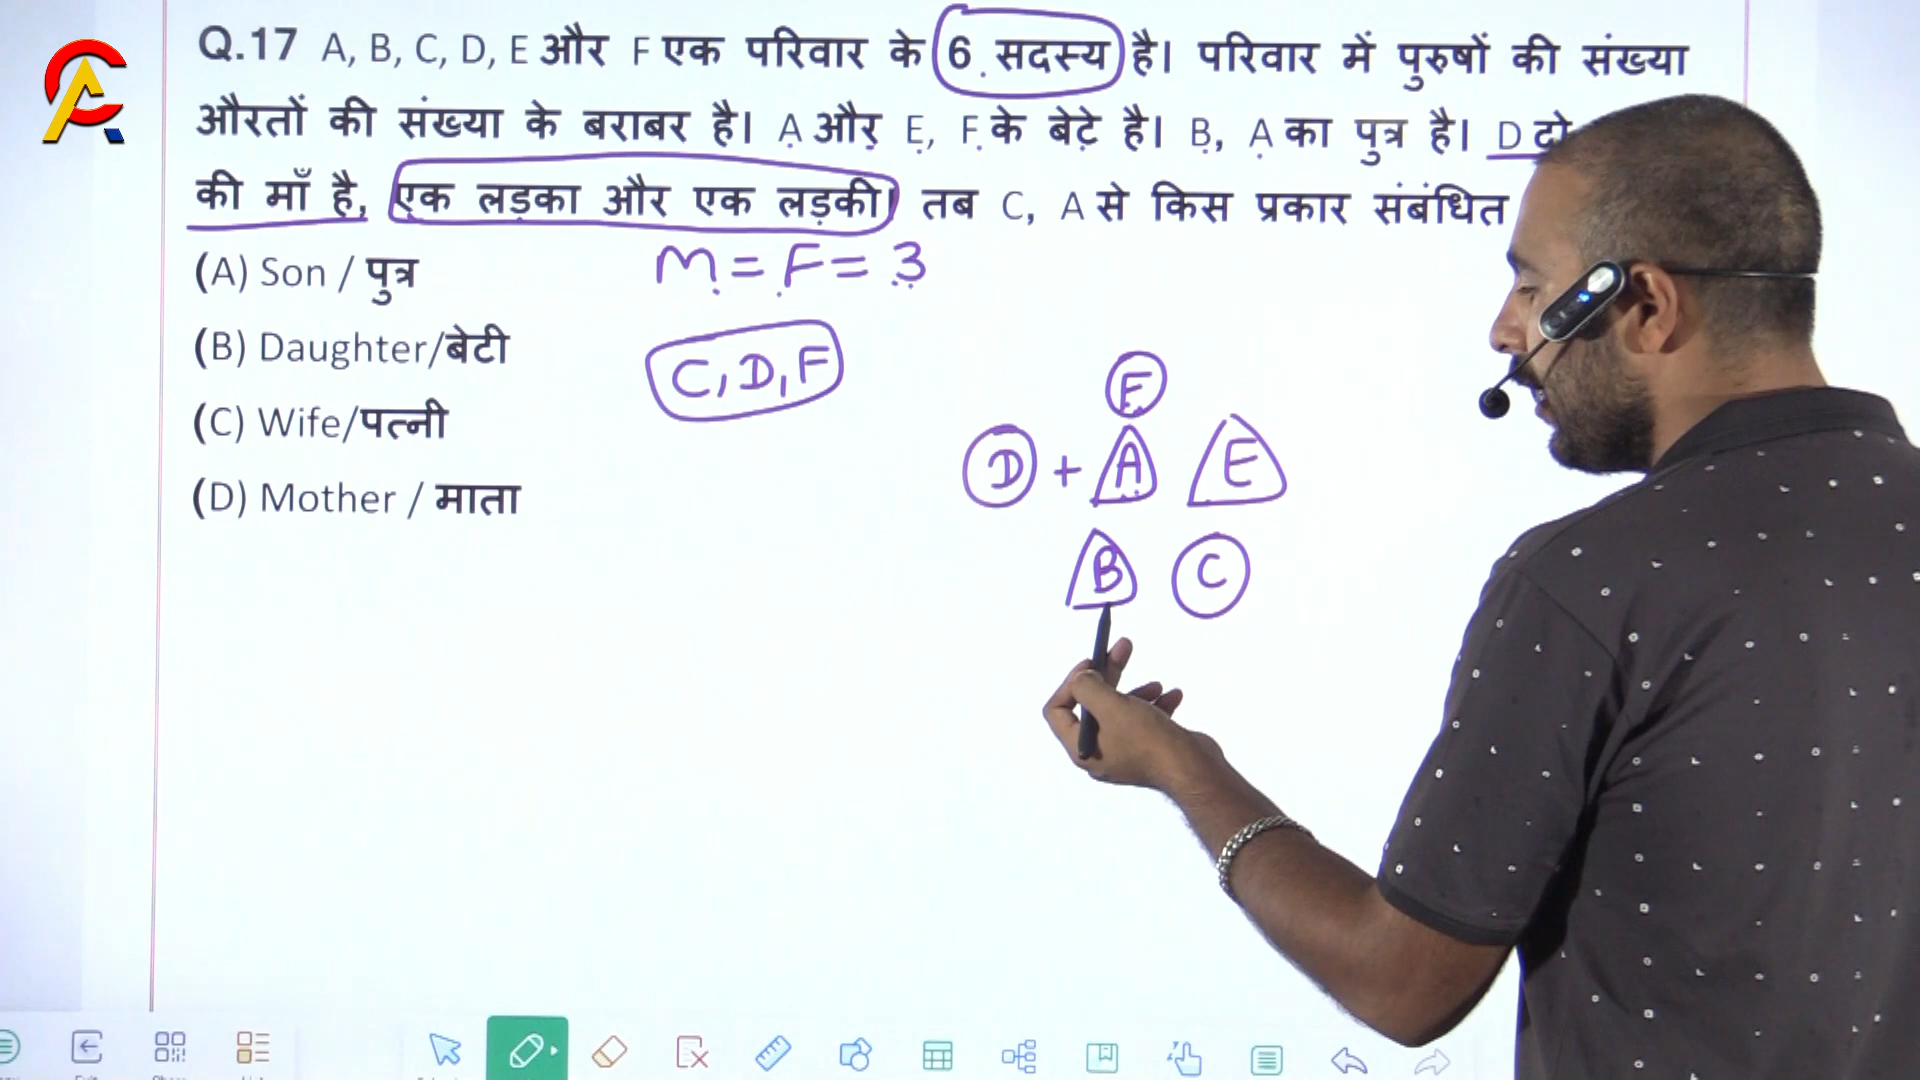 Q.17 A, B, C, D, E और F एक परिवार के 6 सदस्य है। परिवार में पुरुषों की संख्या
औरतों की संख्या के बराबर है। A और E, F के बेटे है। B, A का पुत्र है। D दो
की माँ है, एक लड़का और एक लड़की। तब C, A से किस प्रकार संबंधित
(A) Son / पुत्र
M = F = 3
(B) Daughter/बेटी
C, D, F
(C) Wife/पत्नी
(D) Mother / माता
F
D + A E
B C